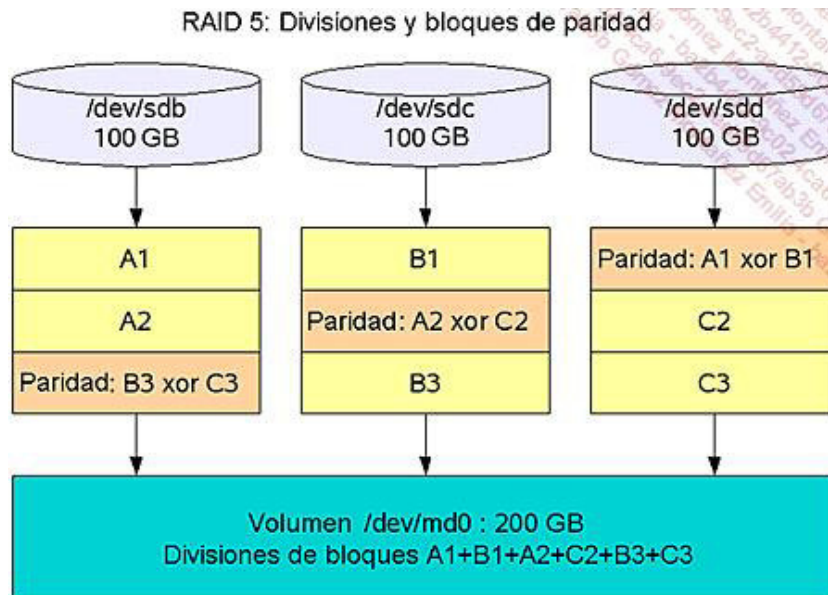 RAID 5: Divisiones y bloques de paridad
/dev/sdb
100 GB
/dev/sdc
100 GB
/dev/sdd
100 GB
A1
B1
Paridad: A1 xor B1
A2
Paridad: A2 xor C2
C2
Paridad: B3 xor C3
B3
C3
Volumen /dev/md0 : 200 GB
Divisiones de bloques A1+B1+A2+C2+B3+C3